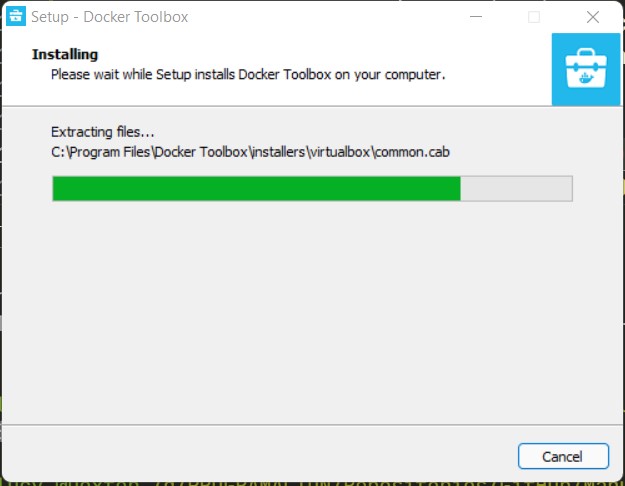 Setup - Docker Toolbox
Installing
Please wait while Setup installs Docker Toolbox on your computer.
Extracting files...
C:\Program Files\Docker Toolbox\installers\virtualbox\common.cab
Cancel